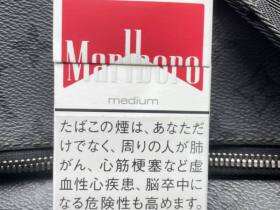 Marlboro
medium
たばこの煙は、あなただ
けでなく、周りの人が肺
がん、心筋梗塞など虚
血性心疾患、脳卒中に
なる危険性も高めます。